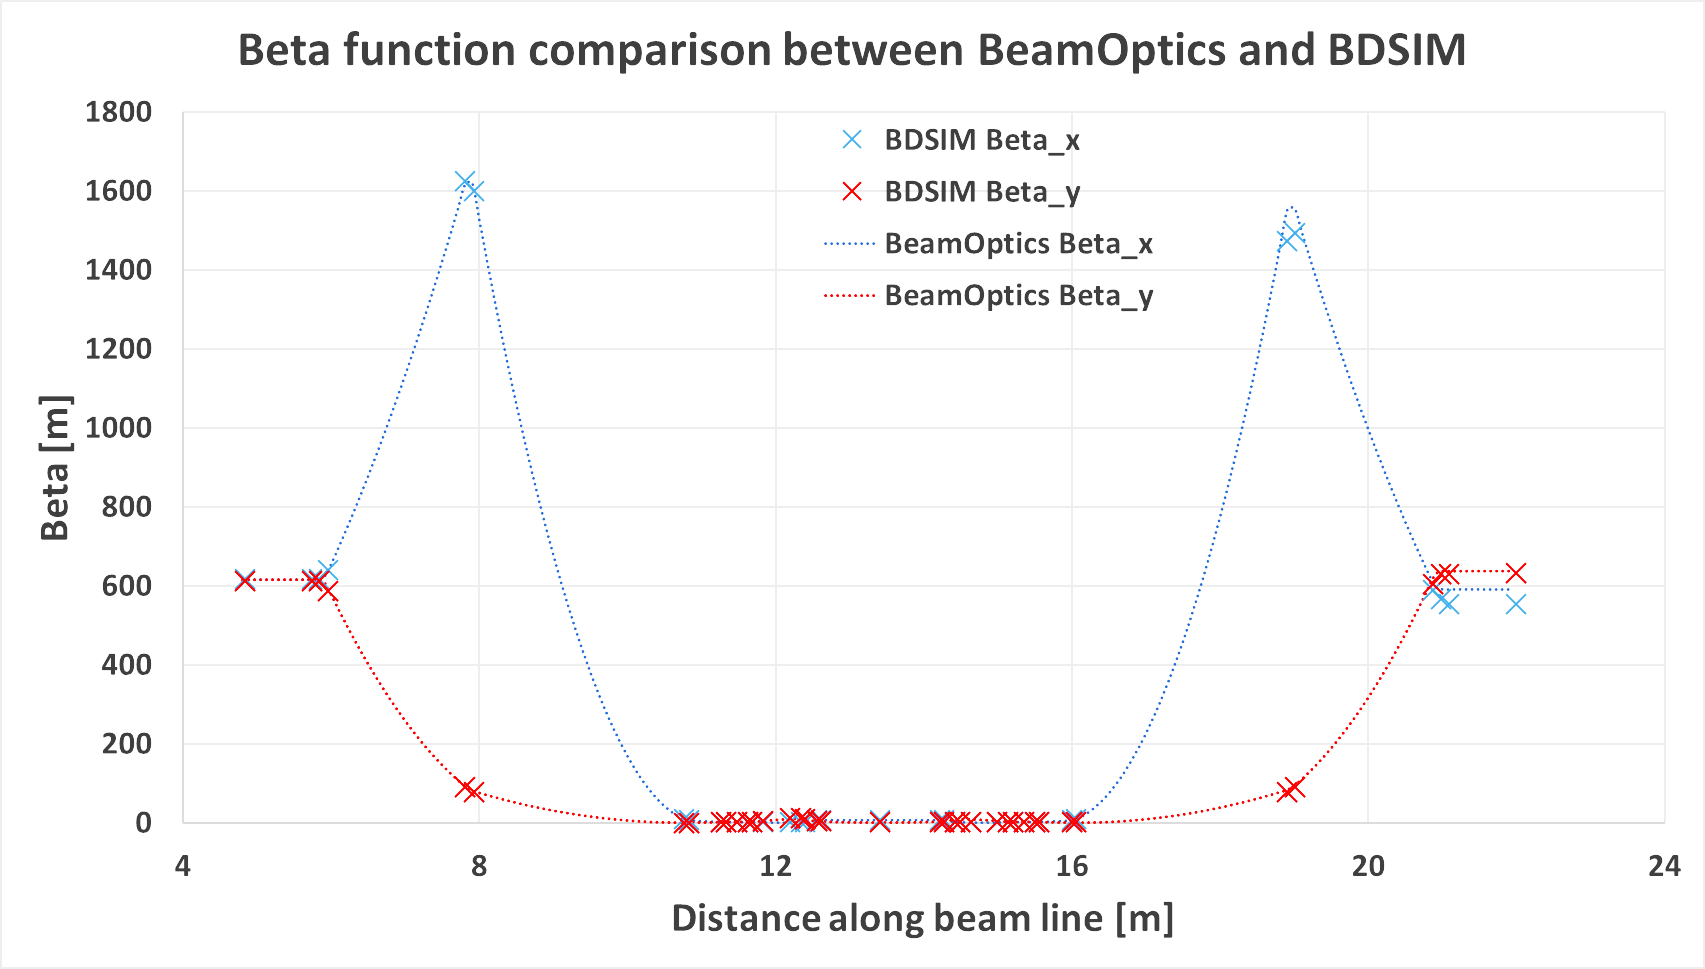 Beta function comparison between BeamOptics and BDSIM
1800
1600
1400
1200
1000
800
600
400
200
0
Beta [m]
BDSIM Beta_x
BDSIM Beta_y
BeamOptics Beta_x
BeamOptics Beta_y
4 8 12 16 20 24
Distance along beam line [m]